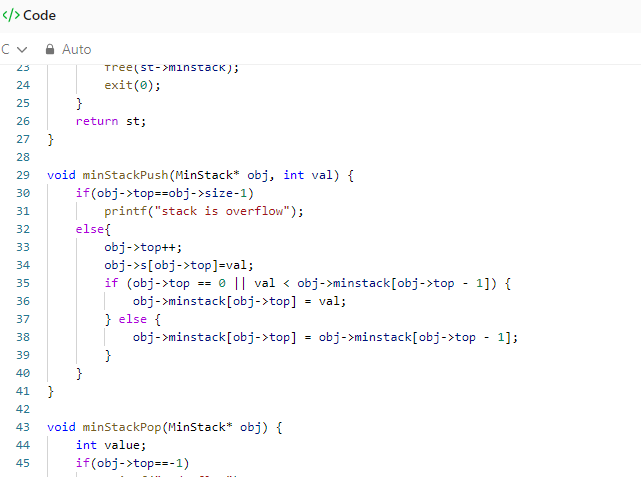 </> Code
C Auto
23 free(st->minstack);
24 exit(0);
25 }
26 return st;
27 }
28
29 void minStackPush(MinStack* obj, int val) {
30 if(obj->top==obj->size-1)
31 printf("stack is overflow");
32 else{
33 obj->top++;
34 obj->s[obj->top]=val;
35 if (obj->top == 0 || val < obj->minstack[obj->top - 1]) {
36 obj->minstack[obj->top] = val;
37 } else {
38 obj->minstack[obj->top] = obj->minstack[obj->top - 1];
39 }
40 }
41 }
42
43 void minStackPop(MinStack* obj) {
44 int value;
45 if(obj->top==-1)